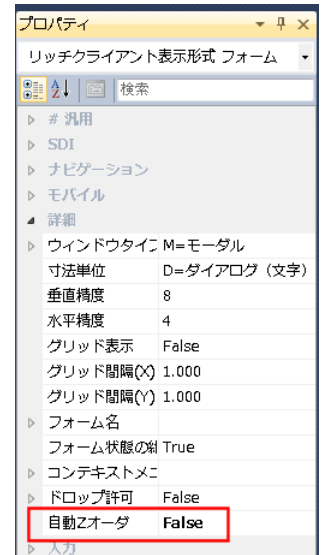 プロパティ
リッチクライアント表示形式 フォーム
検索
# 汎用
SDI
ナビゲーション
モバイル
詳細
ウィンドウタイプ M=モーダル
寸法単位 D=ダイアログ (文字)
垂直精度 8
水平精度 4
グリッド表示 False
グリッド間隔(X) 1.000
グリッド間隔(Y) 1.000
フォーム名
フォーム状態の True
コンテキストメニ
ドロップ許可 False
自動Zオーダ False
入力